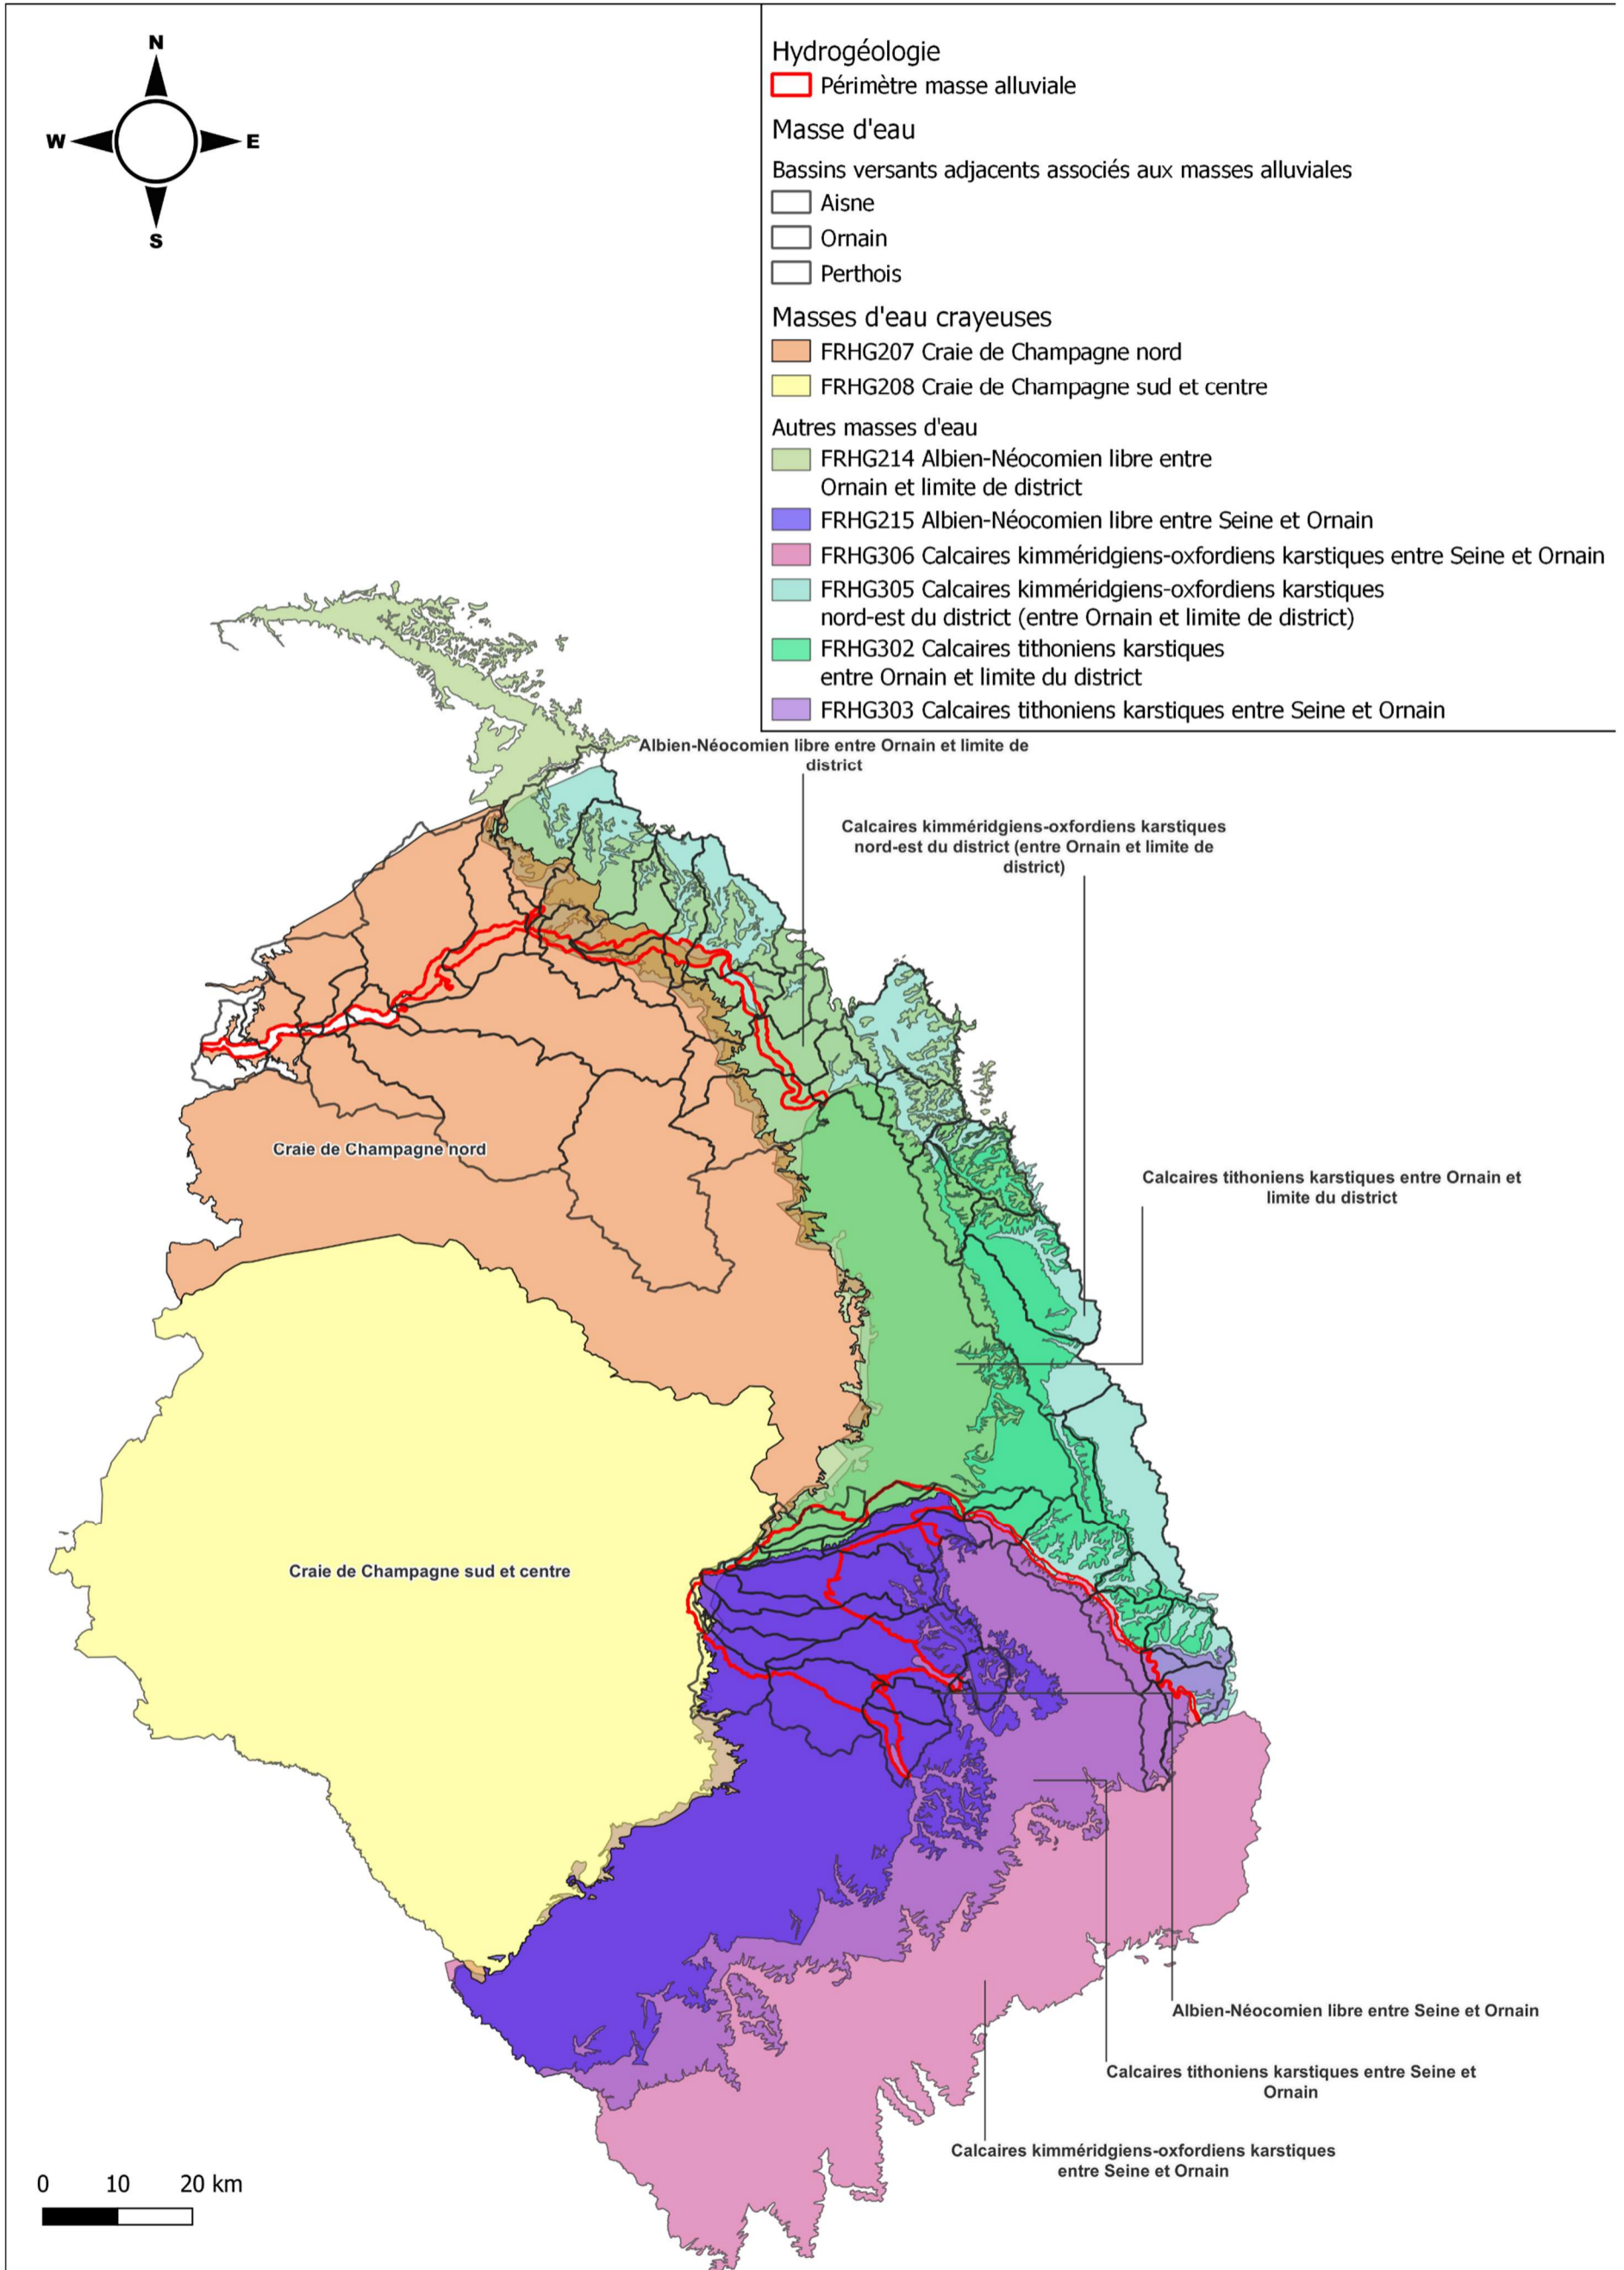 N
W
E
S
Hydrogéologie
Périmètre masse alluviale
Masse d'eau
Bassins versants adjacents associés aux masses alluviales
Aisne
Ornain
Perthois
Masses d'eau crayeuses
FRHG207 Craie de Champagne nord
FRHG208 Craie de Champagne sud et centre
Autres masses d'eau
FRHG214 Albien-Néocomien libre entre
Ornain et limite de district
FRHG215 Albien-Néocomien libre entre Seine et Ornain
FRHG306 Calcaires kimméridgiens-oxfordiens karstiques entre Seine et Ornain
FRHG305 Calcaires kimméridgiens-oxfordiens karstiques
nord-est du district (entre Ornain et limite de district)
FRHG302 Calcaires tithoniens karstiques
entre Ornain et limite du district
FRHG303 Calcaires tithoniens karstiques entre Seine et Ornain
Albien-Néocomien libre entre Ornain et limite de
district
Calcaires kimméridgiens-oxfordiens karstiques
nord-est du district (entre Ornain et limite de
district)
Craie de Champagne nord
Calcaires tithoniens karstiques entre Ornain et
limite du district
Craie de Champagne sud et centre
Albien-Néocomien libre entre Seine et Ornain
Calcaires tithoniens karstiques entre Seine et
Ornain
Calcaires kimméridgiens-oxfordiens karstiques
entre Seine et Ornain
0 10 20 km